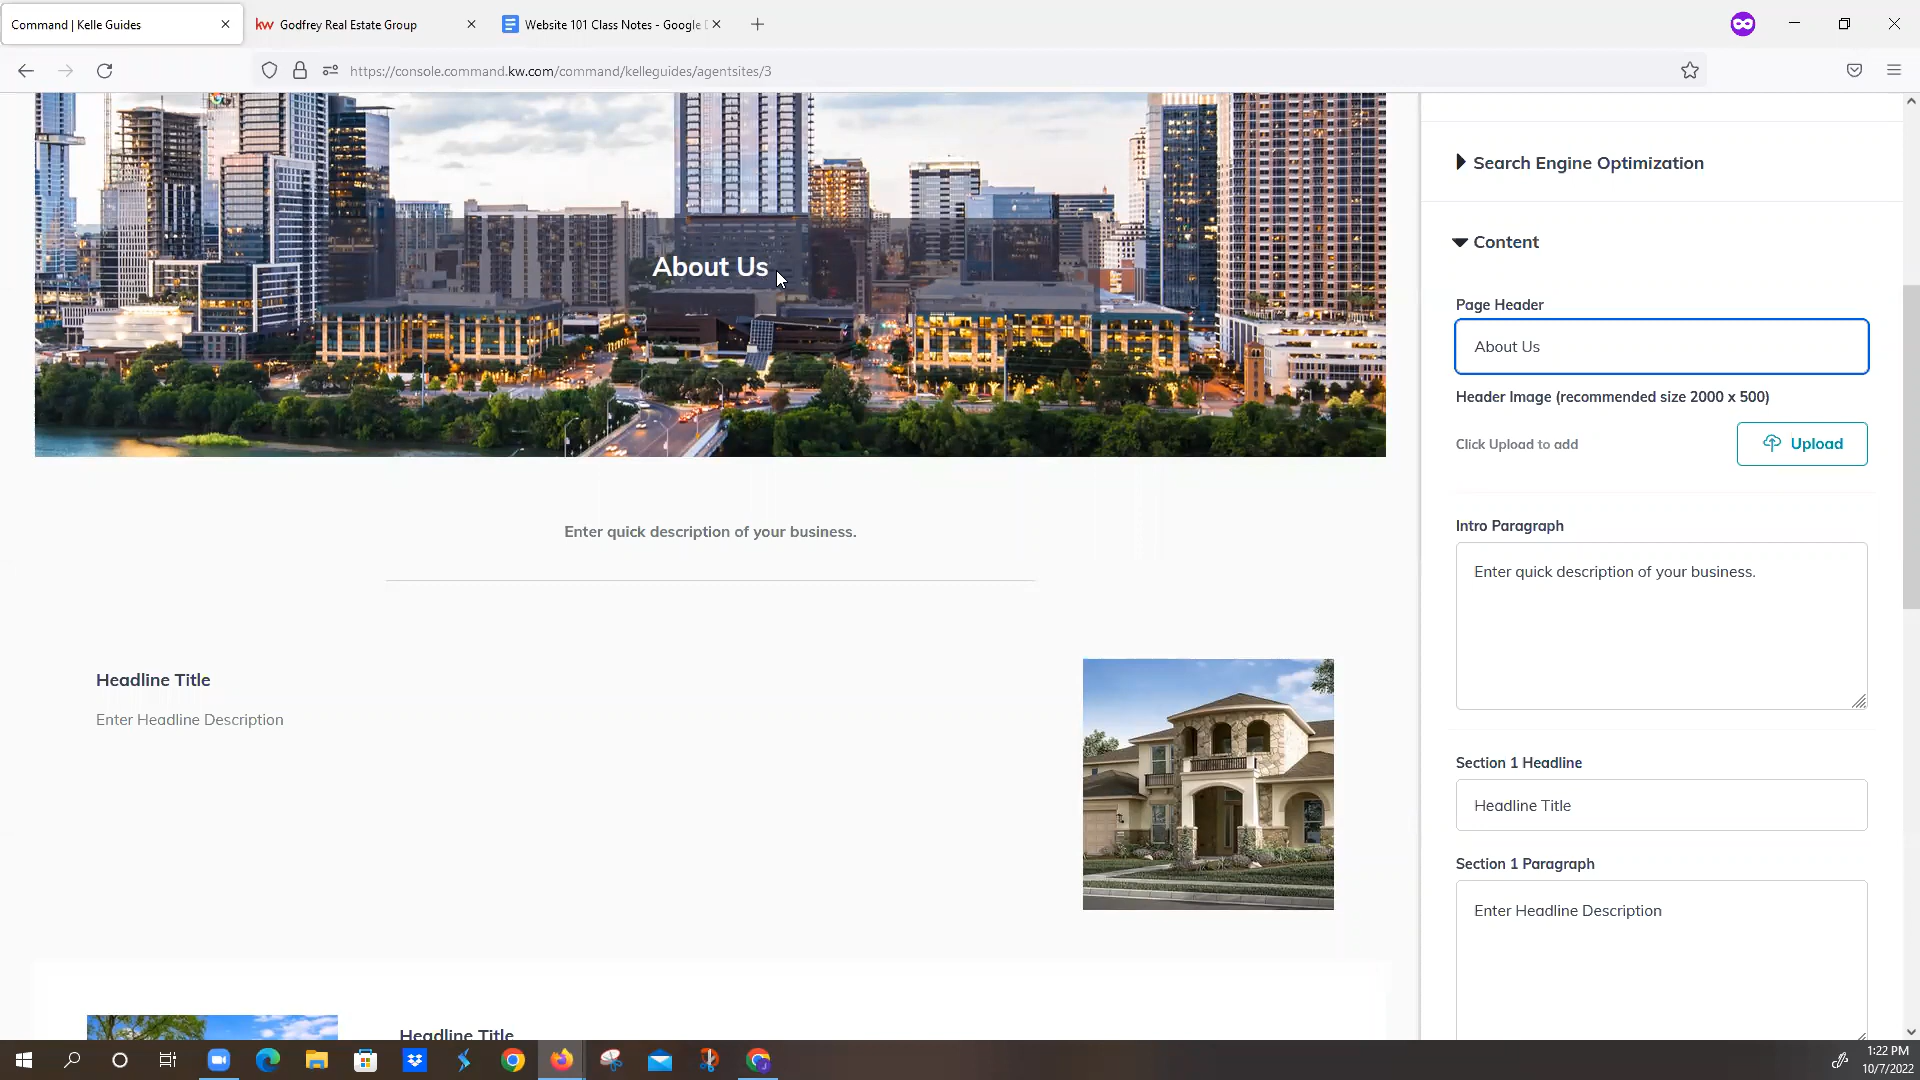 Command | Kelle Guides
kw Godfrey Real Estate Group
Website 101 Class Notes - Google
https://console.command.kw.com/command/kelleguides/agentsites/3
Search Engine Optimization
Content
About Us
Page Header
About Us
Header Image (recommended size 2000 x 500)
Click Upload to add
Upload
Enter quick description of your business.
Intro Paragraph
Enter quick description of your business.
Headline Title
Enter Headline Description
Section 1 Headline
Headline Title
Section 1 Paragraph
Enter Headline Description
Headline Title
1:22 PM
10/7/2022